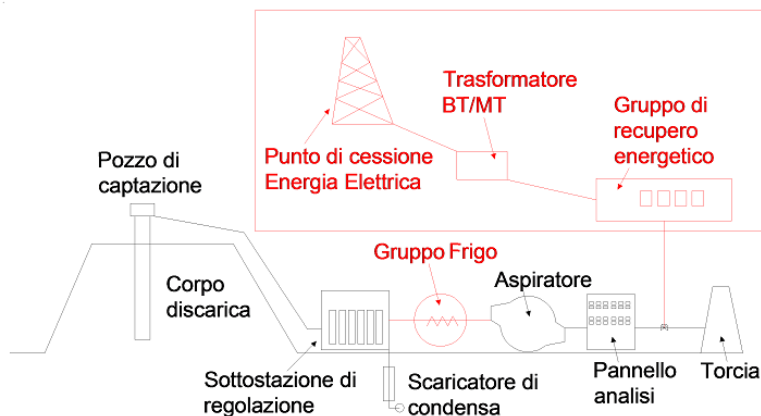 Trasformatore
BT/MT
Gruppo di
recupero
energetico
Punto di cessione
Energia Elettrica
Pozzo di
captazione
Gruppo Frigo
Aspiratore
Corpo
discarica
Sottostazione di
regolazione
Scaricatore di
condensa
Pannello
analisi
Torcia